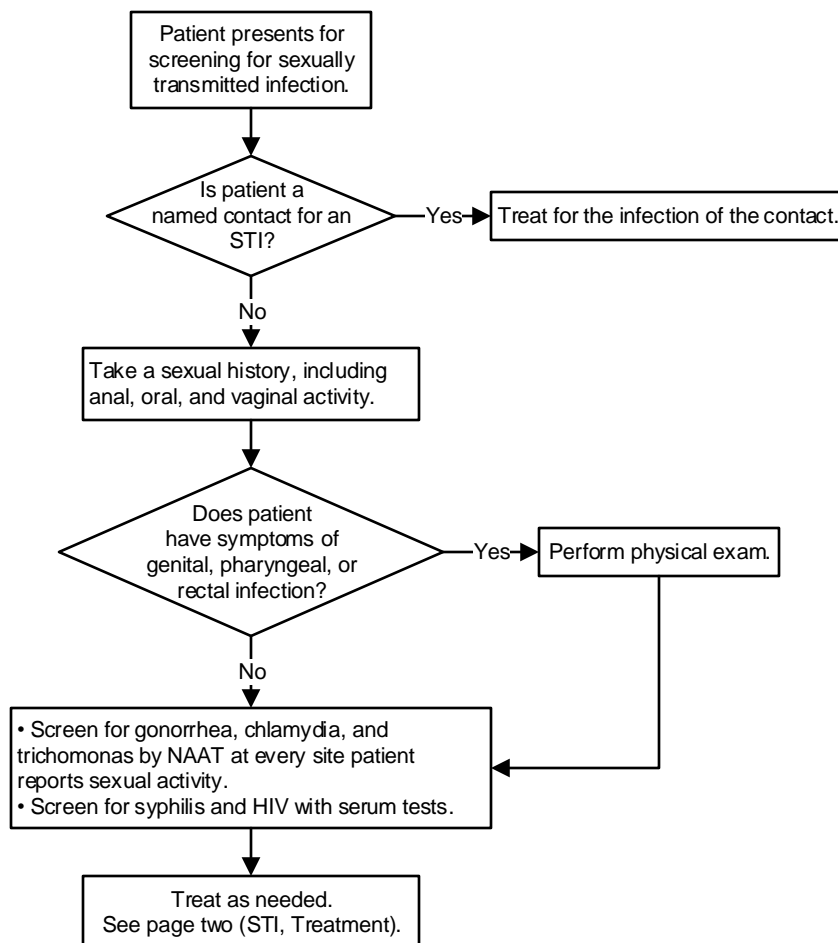 Patient presents for
screening for sexually
transmitted infection.
Is patient a
named contact for an
STI?
Yes
Treat for the infection of the contact.
No
Take a sexual history, including
anal, oral, and vaginal activity.
Does patient
have symptoms of
genital, pharyngeal, or
rectal infection?
Yes
Perform physical exam.
No
• Screen for gonorrhea, chlamydia, and
trichomonas by NAAT at every site patient
reports sexual activity.
• Screen for syphilis and HIV with serum tests.
Treat as needed.
See page two (STI, Treatment).